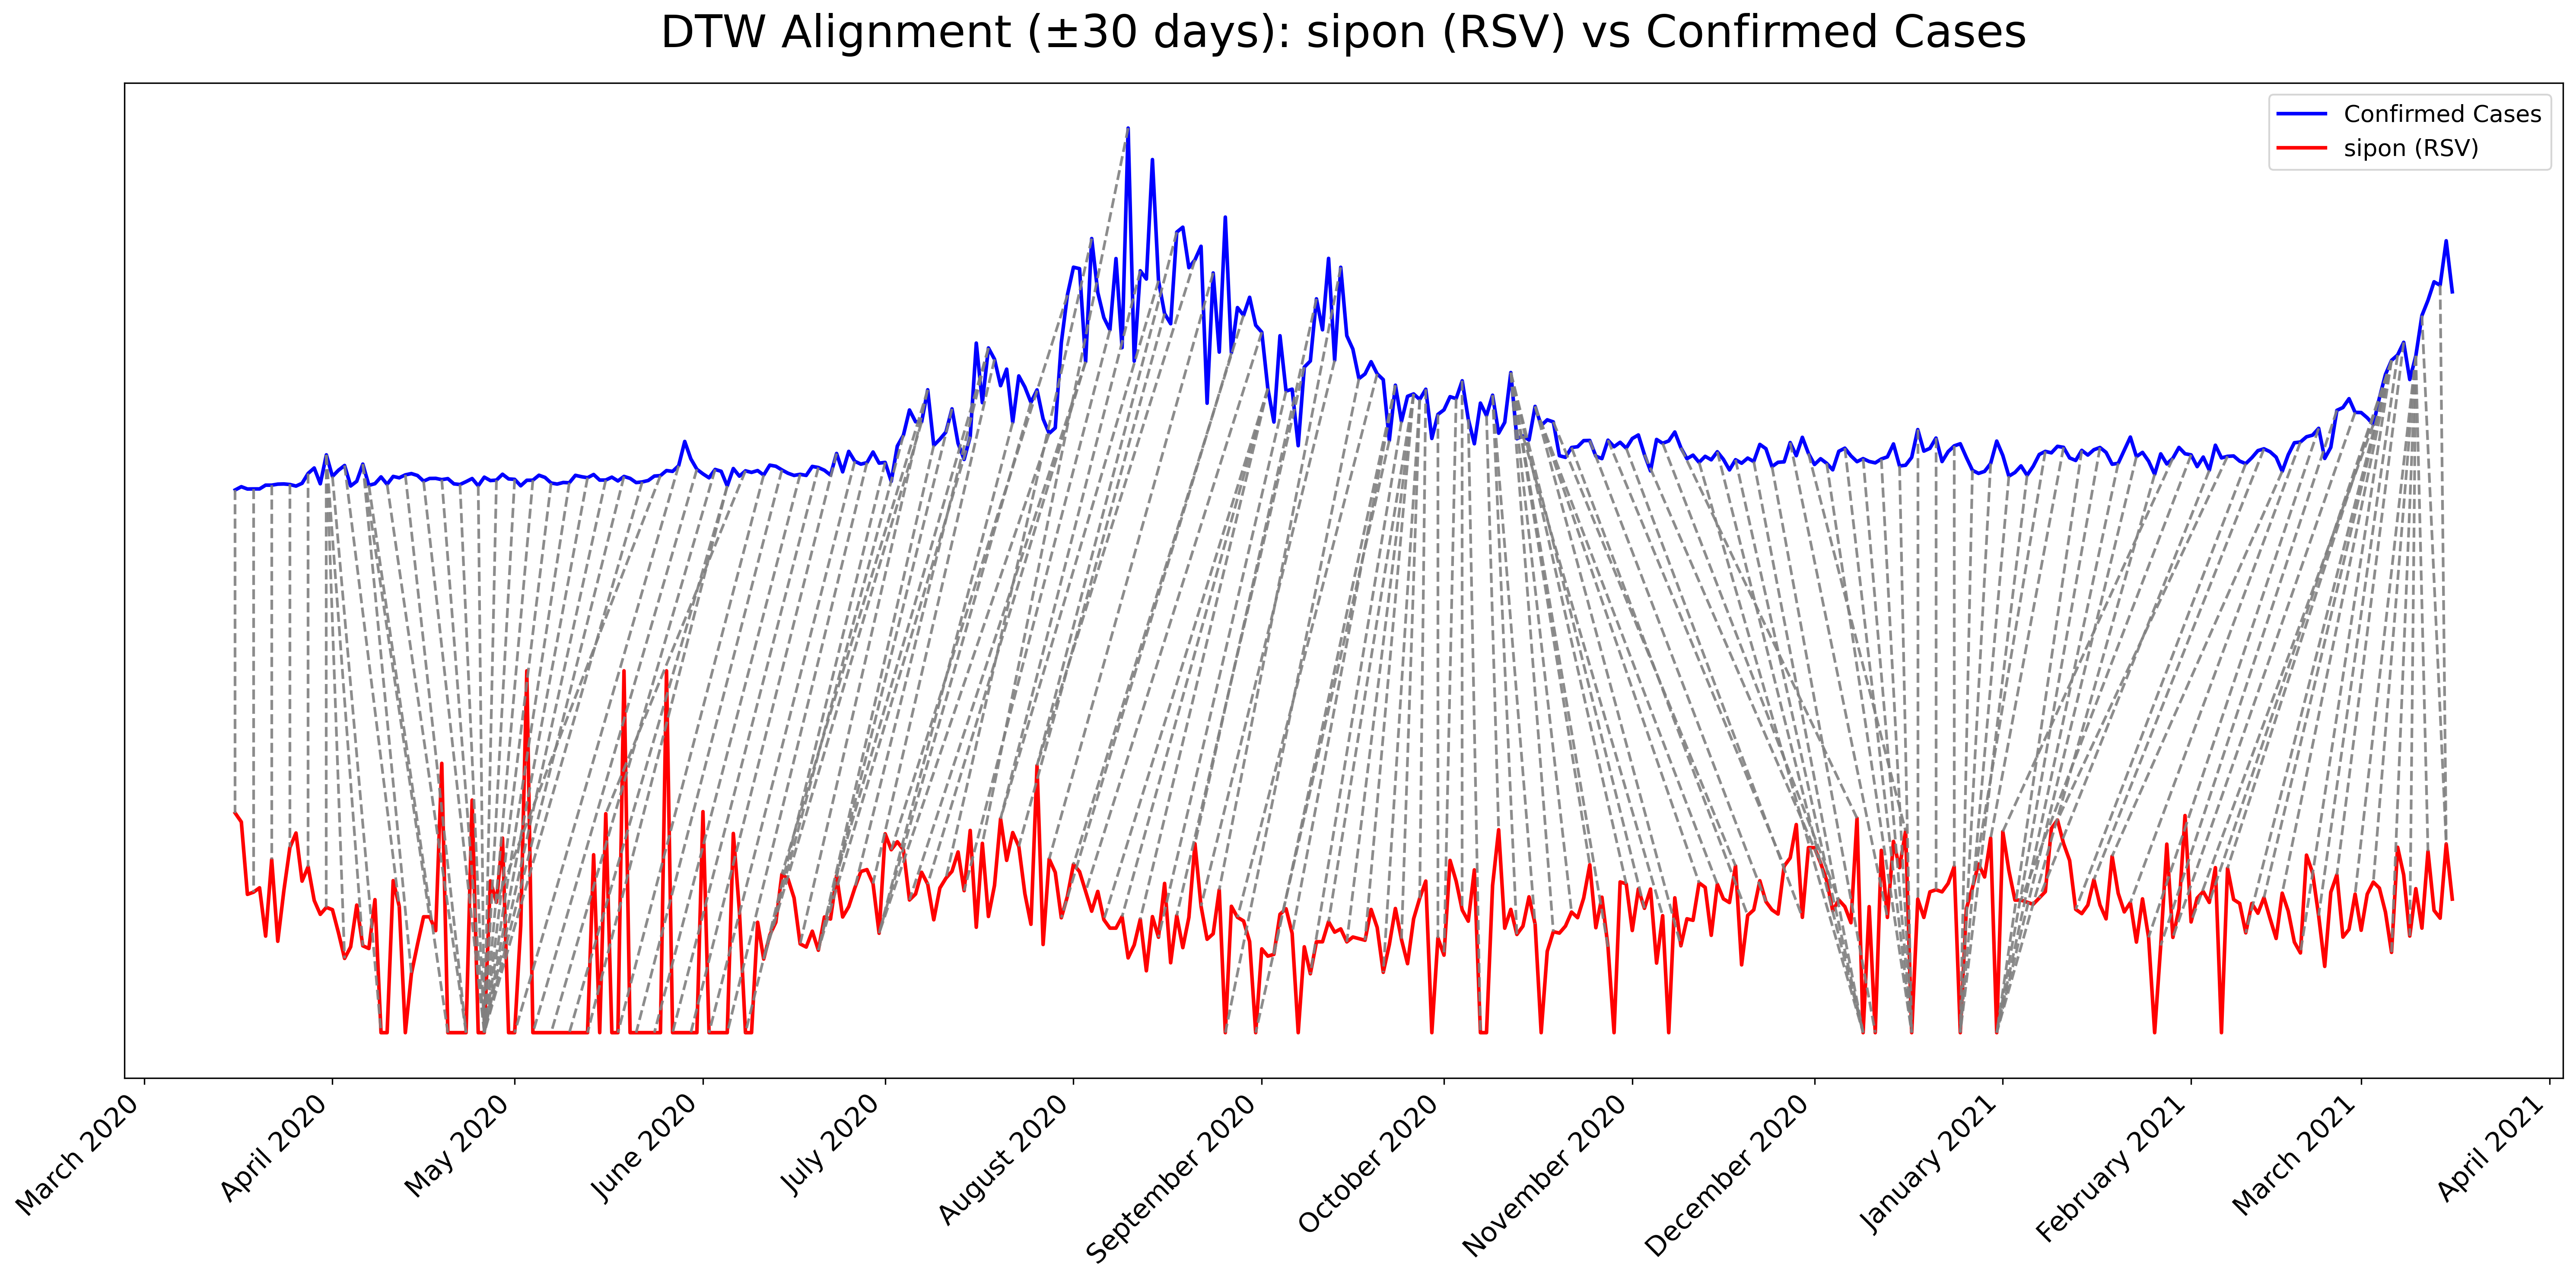 DTW Alignment (±30 days): sipon (RSV) vs Confirmed Cases
Confirmed Cases
sipon (RSV)
March 2020
April 2020
May 2020
June 2020
July 2020
August 2020
September 2020
October 2020
November 2020
December 2020
January 2021
February 2021
March 2021
April 2021